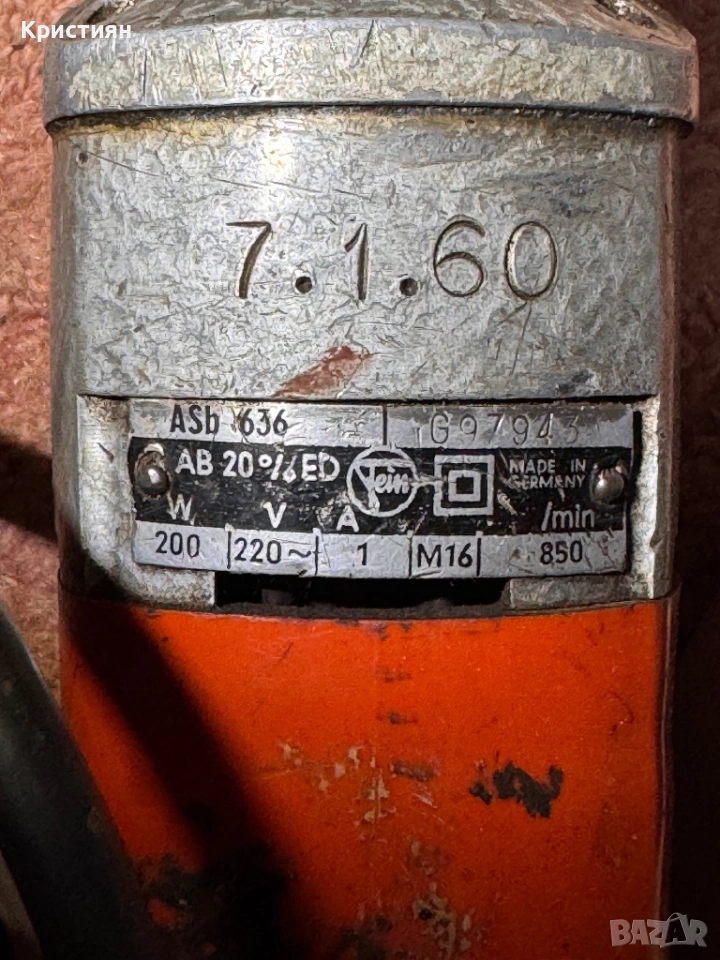 Кристиян
7.1.60
ASb 636 G97943
AB 20% ED Fein MADE IN
GERMANY
W V A /min
200 220~ 1 M16 850
BAZAR